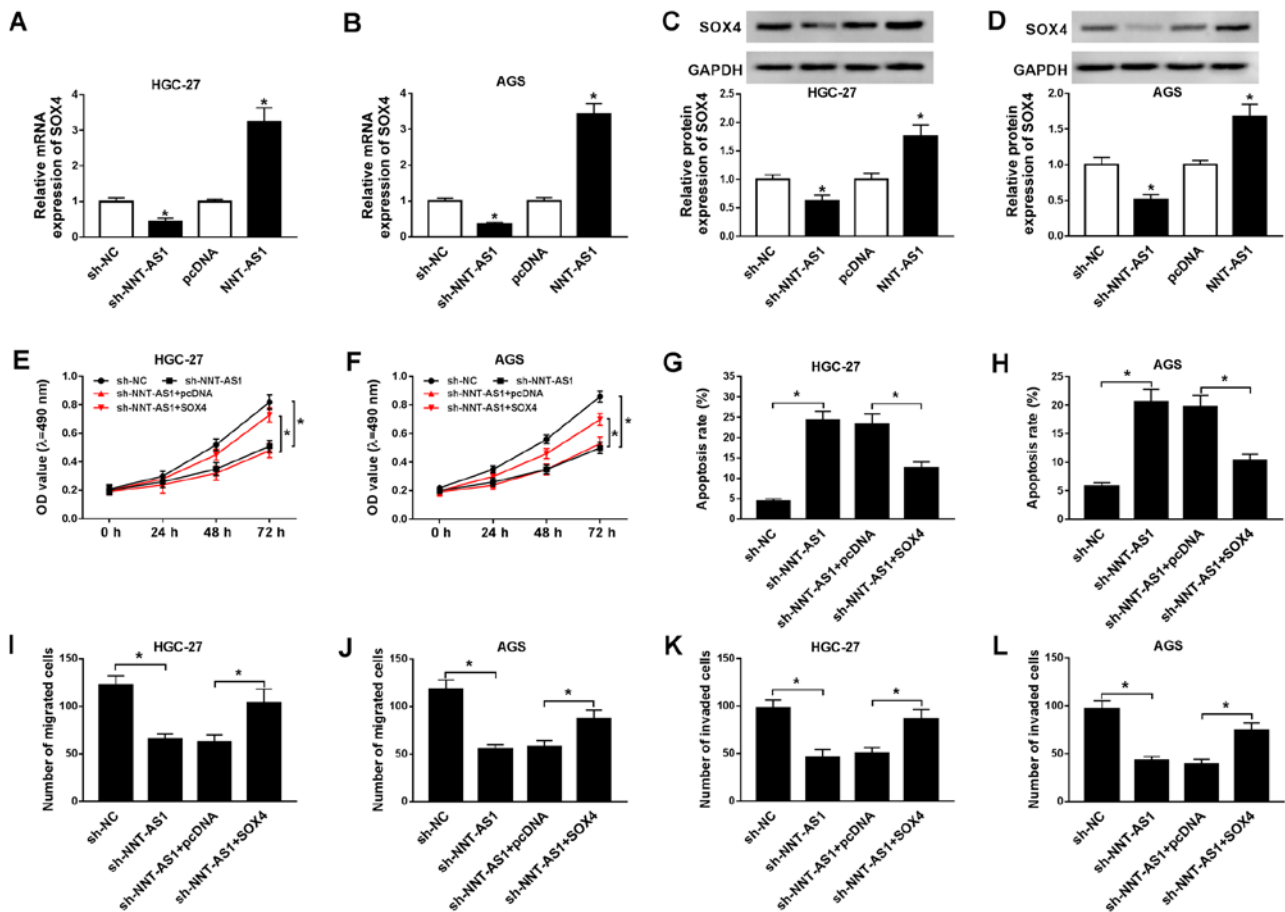 A
HGC-27
Relative mRNA
expression of SOX4
4
3
2
1
0
*
*
sh-NC
sh-NNT-AS1
pcDNA
NNT-AS1
B
AGS
Relative mRNA
expression of SOX4
4
3
2
1
0
*
*
sh-NC
sh-NNT-AS1
pcDNA
NNT-AS1
C
SOX4
GAPDH
HGC-27
Relative protein
expression of SOX4
2.5
2.0
1.5
1.0
0.5
0.0
*
*
sh-NC
sh-NNT-AS1
pcDNA
NNT-AS1
D
SOX4
GAPDH
AGS
Relative protein
expression of SOX4
2.0
1.5
1.0
0.5
0.0
*
*
sh-NC
sh-NNT-AS1
pcDNA
NNT-AS1
E
HGC-27
OD value (λ=490 nm)
1.0
0.8
0.6
0.4
0.2
0.0
sh-NC sh-NNT-AS1
sh-NNT-AS1+pcDNA
sh-NNT-AS1+SOX4
* *
0 h 24 h 48 h 72 h
F
AGS
OD value (λ=490 nm)
1.0
0.8
0.6
0.4
0.2
0.0
sh-NC sh-NNT-AS1
sh-NNT-AS1+pcDNA
sh-NNT-AS1+SOX4
* *
0 h 24 h 48 h 72 h
G
HGC-27
Apoptosis rate (%)
35
30
25
20
15
10
5
0
* *
sh-NC
sh-NNT-AS1
sh-NNT-AS1+pcDNA
sh-NNT-AS1+SOX4
H
AGS
Apoptosis rate (%)
25
20
15
10
5
0
* *
sh-NC
sh-NNT-AS1
sh-NNT-AS1+pcDNA
sh-NNT-AS1+SOX4
I
HGC-27
Number of migrated cells
150
100
50
0
* *
sh-NC
sh-NNT-AS1
sh-NNT-AS1+pcDNA
sh-NNT-AS1+SOX4
J
AGS
Number of migrated cells
150
100
50
0
* *
sh-NC
sh-NNT-AS1
sh-NNT-AS1+pcDNA
sh-NNT-AS1+SOX4
K
HGC-27
Number of invaded cells
150
100
50
0
* *
sh-NC
sh-NNT-AS1
sh-NNT-AS1+pcDNA
sh-NNT-AS1+SOX4
L
AGS
Number of invaded cells
150
100
50
0
* *
sh-NC
sh-NNT-AS1
sh-NNT-AS1+pcDNA
sh-NNT-AS1+SOX4